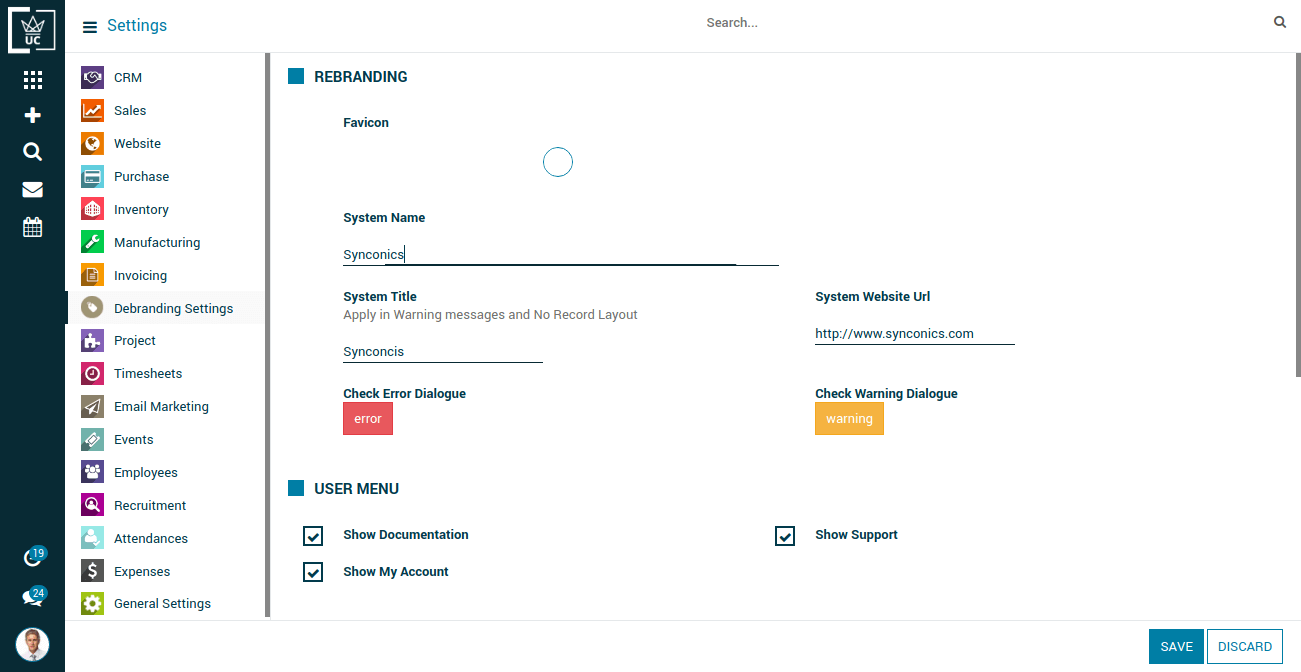 UC
Settings
Search...
CRM
Sales
Website
Purchase
Inventory
Manufacturing
Invoicing
Debranding Settings
Project
Timesheets
Email Marketing
Events
Employees
Recruitment
Attendances
Expenses
General Settings
19
24
REBRANDING
Favicon
System Name
Synconics
System Title
Apply in Warning messages and No Record Layout
Synconcis
System Website Url
http://www.synconics.com
Check Error Dialogue
error
Check Warning Dialogue
warning
USER MENU
Show Documentation
Show Support
Show My Account
SAVE
DISCARD